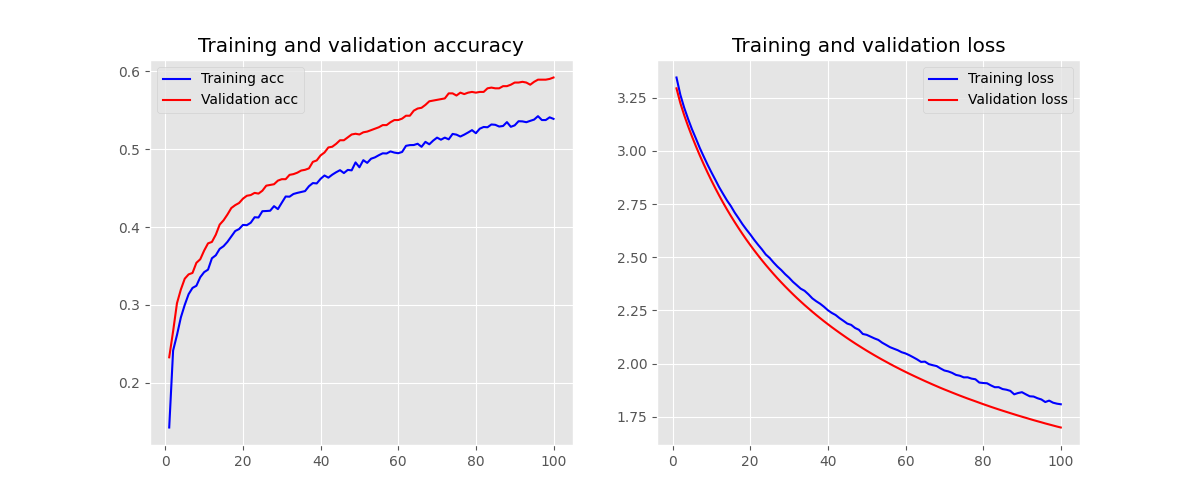 Training and validation accuracy
Training acc
Validation acc
0.6
0.5
0.4
0.3
0.2
0 20 40 60 80 100
Training and validation loss
Training loss
Validation loss
3.25
3.00
2.75
2.50
2.25
2.00
1.75
0 20 40 60 80 100